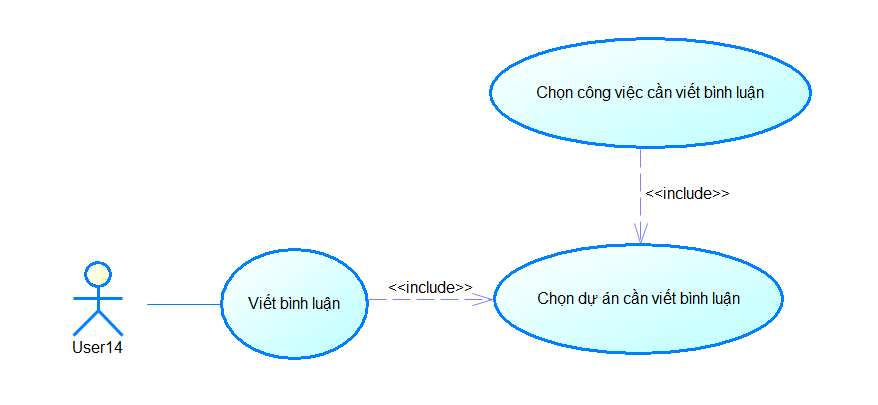 Chọn công việc cần viết bình luận
<<include>>
<<include>>
Viết bình luận
Chọn dự án cần viết bình luận
User14